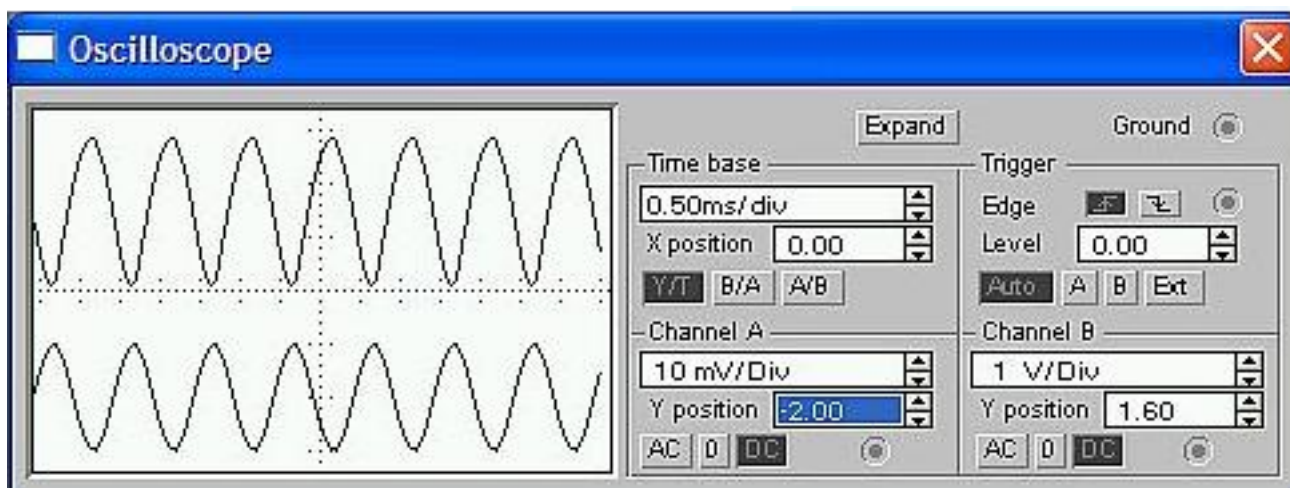 Oscilloscope
Expand Ground
Time base
0.50ms/div
X position 0.00
Y/T B/A A/B
Trigger
Edge
Level 0.00
Auto A B Ext
Channel A
10 mV/Div
Y position -2.00
AC 0 DC
Channel B
1 V/Div
Y position 1.60
AC 0 DC